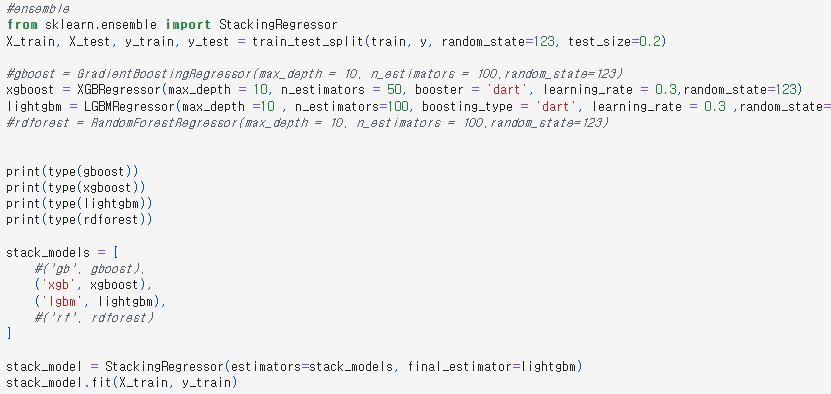 #ensemble
from sklearn.ensemble import StackingRegressor
X_train, X_test, y_train, y_test = train_test_split(train, y, random_state=123, test_size=0.2)
#gboost = GradientBoostingRegressor(max_depth = 10, n_estimators = 100,random_state=123)
xgboost = XGBRegressor(max_depth = 10, n_estimators = 50, booster = 'dart', learning_rate = 0.3,random_state=123)
lightgbm = LGBMRegressor(max_depth =10 , n_estimators=100, boosting_type = 'dart', learning_rate = 0.3 ,random_state=
#rdforest = RandomForestRegressor(max_depth = 10, n_estimators = 100,random_state=123)
print(type(gboost))
print(type(xgboost))
print(type(lightgbm))
print(type(rdforest))
stack_models = [
    #('gb', gboost),
    ('xgb', xgboost),
    ('lgbm', lightgbm),
    #('rf', rdforest)
]
stack_model = StackingRegressor(estimators=stack_models, final_estimator=lightgbm)
stack_model.fit(X_train, y_train)